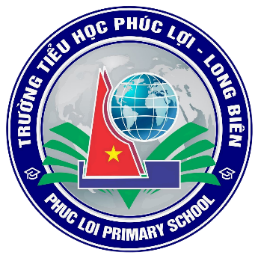 TRƯỜNG TIỂU HỌC PHÚC LỢI - LONG BIÊN
PHUC LOI PRIMARY SCHOOL